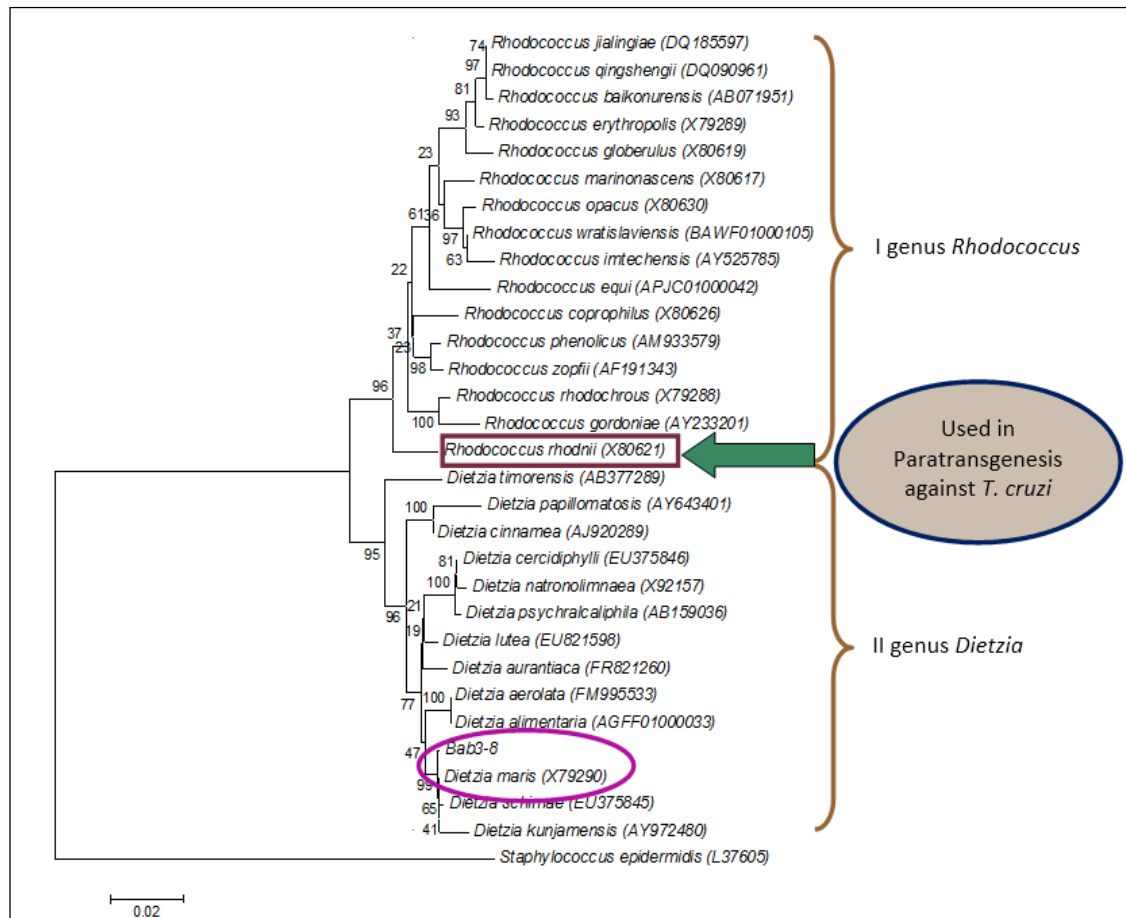 74
Rhodococcus jialingiae (DQ185597)
97
Rhodococcus qingshengii (DQ090961)
81
Rhodococcus baikonurensis (AB071951)
93
Rhodococcus erythropolis (X79289)
Rhodococcus globerulus (X80619)
23
Rhodococcus marinonascens (X80617)
Rhodococcus opacus (X80630)
61
36
Rhodococcus wratislaviensis (BAWF01000105)
97
I genus Rhodococcus
63
Rhodococcus imtechensis (AY525785)
22
Rhodococcus equi (APJC01000042)
Rhodococcus coprophilus (X80626)
37
23
Rhodococcus phenolicus (AM933579)
98
Rhodococcus zopfii (AF191343)
96
Rhodococcus rhodochrous (X79288)
100
Rhodococcus gordoniae (AY233201)
Rhodococcus rhodnii (X80621)
Used in
Paratransgenesis
against T. cruzi
Dietzia timorensis (AB377289)
100
Dietzia papillomatosis (AY643401)
Dietzia cinnamea (AJ920289)
95
81
Dietzia cercidiphylli (EU375846)
100
Dietzia natronolimnaea (X92157)
96
21
Dietzia psychralcaliphila (AB159036)
19
Dietzia lutea (EU821598)
II genus Dietzia
Dietzia aurantiaca (FR821260)
77
100
Dietzia aerolata (FM995533)
Dietzia alimentaria (AGFF01000033)
47
Bab3-8
Dietzia maris (X79290)
99
65
Dietzia schimae (EU375845)
41
Dietzia kunjamensis (AY972480)
Staphylococcus epidermidis (L37605)
0.02